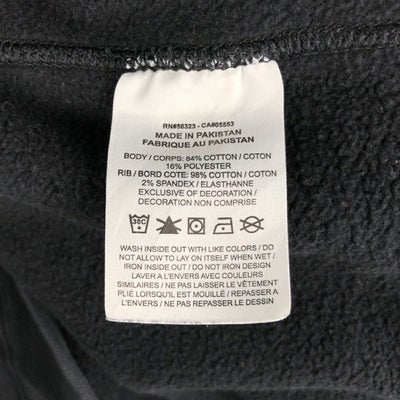 RN#56323 - CA#05553
MADE IN PAKISTAN
FABRIQUE AU PAKISTAN
BODY / CORPS: 84% COTTON / COTON
16% POLYESTER
RIB / BORD COTE: 98% COTTON / COTON
2% SPANDEX / ELASTHANNE
EXCLUSIVE OF DECORATION /
DECORATION NON COMPRISE
30C
WASH INSIDE OUT WITH LIKE COLORS / DO
NOT ALLOW TO LAY ON ITSELF WHEN WET /
IRON INSIDE OUT / DO NOT IRON DESIGN
LAVER A L'ENVERS AVEC COULEURS
SIMILAIRES / NE PAS LAISSER LE VÊTEMENT
PLIÉ LORSQU'IL EST MOUILLÉ / REPASSER A
L'ENVERS / NE PAS REPASSER LE DESSIN